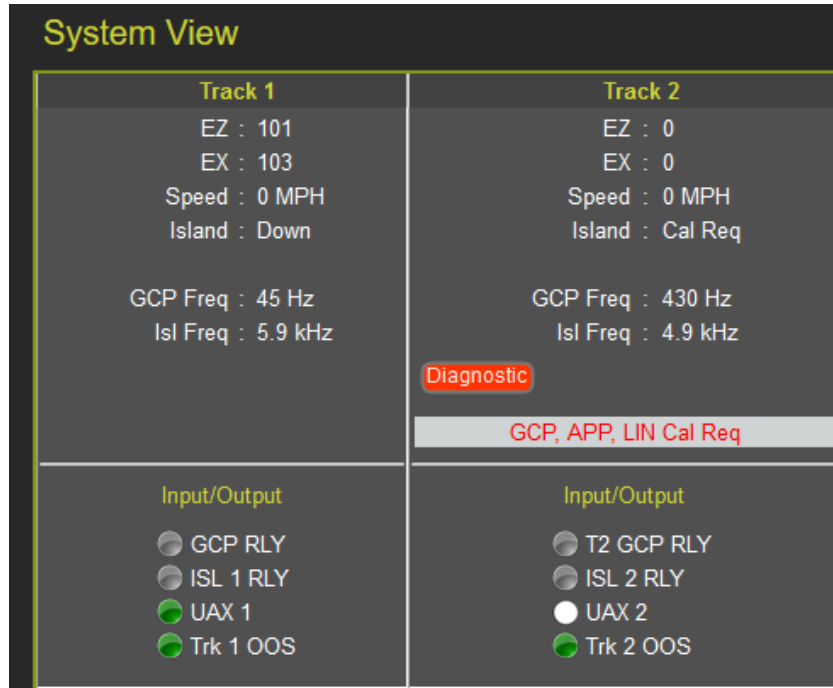 System View
Track 1
EZ : 101
EX : 103
Speed : 0 MPH
Island : Down
GCP Freq : 45 Hz
Isl Freq : 5.9 kHz
Input/Output
GCP RLY
ISL 1 RLY
UAX 1
Trk 1 OOS
Track 2
EZ : 0
EX : 0
Speed : 0 MPH
Island : Cal Req
GCP Freq : 430 Hz
Isl Freq : 4.9 kHz
Diagnostic
GCP, APP, LIN Cal Req
Input/Output
T2 GCP RLY
ISL 2 RLY
UAX 2
Trk 2 OOS